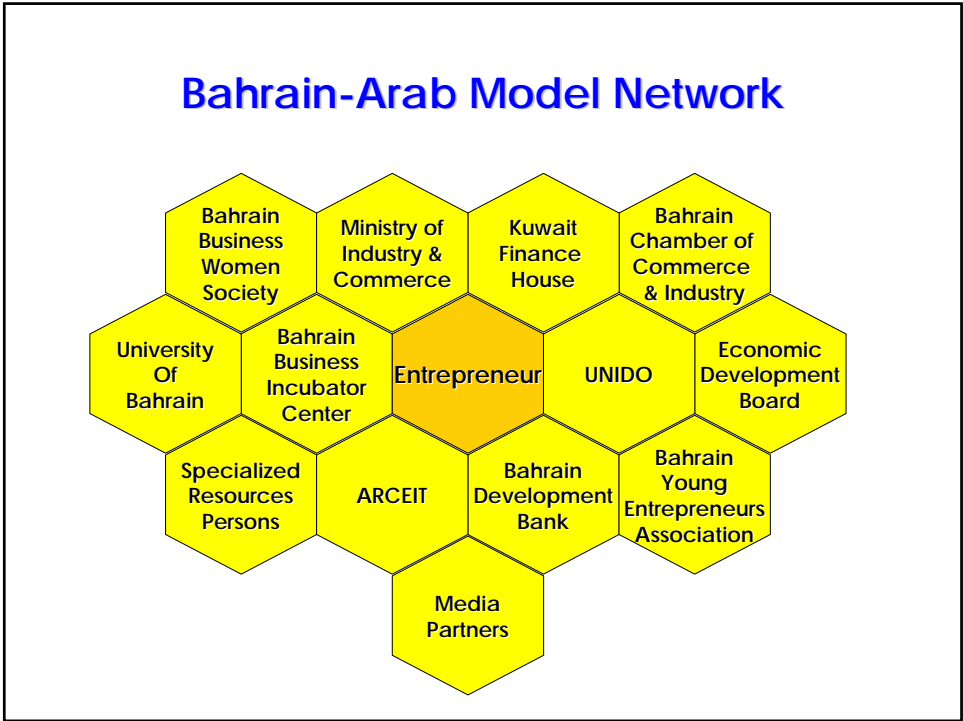 Bahrain-Arab Model Network
Bahrain
Business
Women
Society
Ministry of
Industry &
Commerce
Kuwait
Finance
House
Bahrain
Chamber of
Commerce
& Industry
University
Of
Bahrain
Bahrain
Business
Incubator
Center
Entrepreneur
UNIDO
Economic
Development
Board
Specialized
Resources
Persons
ARCEIT
Bahrain
Development
Bank
Bahrain
Young
Entrepreneurs
Association
Media
Partners